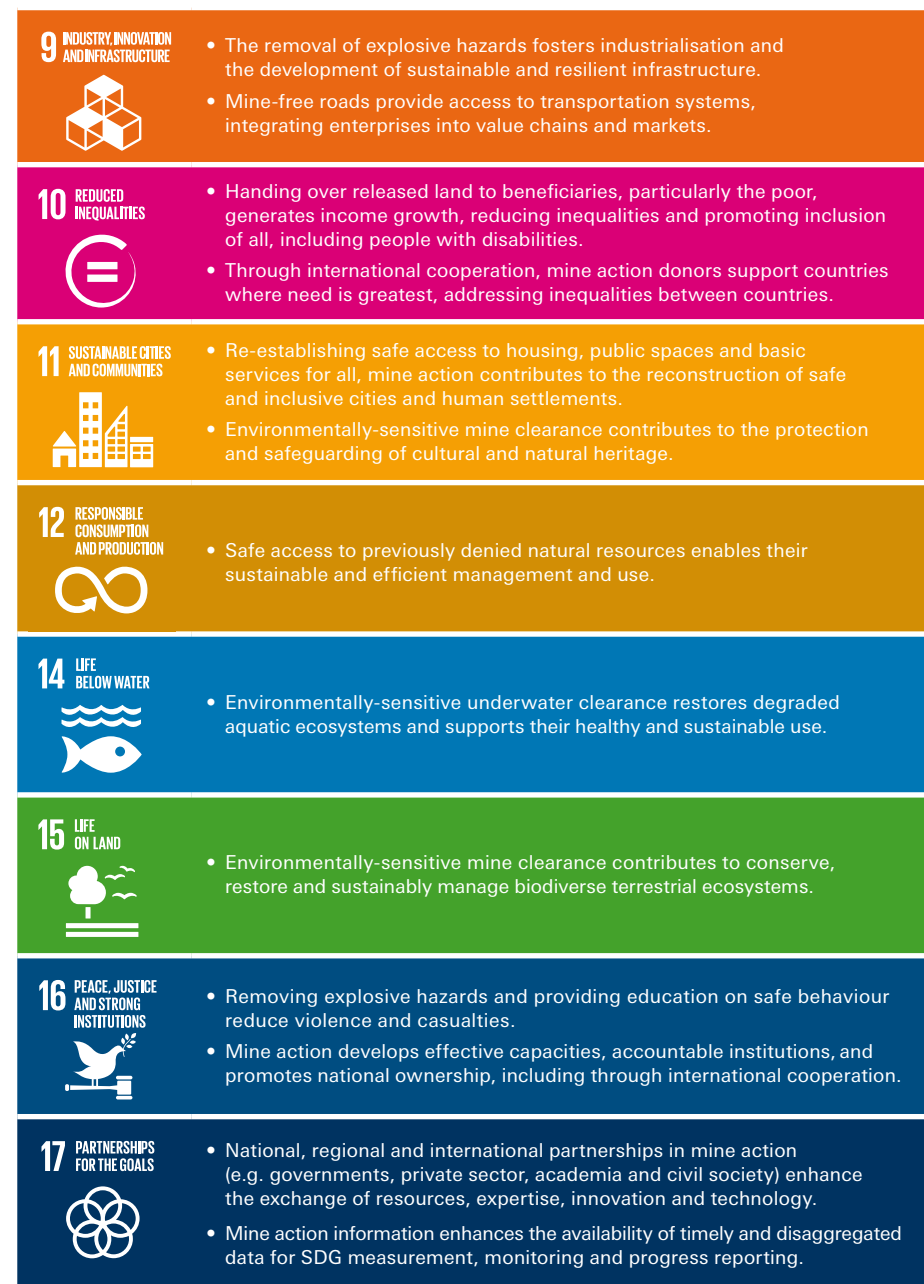 9 INDUSTRY, INNOVATION
AND INFRASTRUCTURE
• The removal of explosive hazards fosters industrialisation and
the development of sustainable and resilient infrastructure.
• Mine-free roads provide access to transportation systems,
integrating enterprises into value chains and markets.
10 REDUCED
INEQUALITIES
• Handing over released land to beneficiaries, particularly the poor,
generates income growth, reducing inequalities and promoting inclusion
of all, including people with disabilities.
• Through international cooperation, mine action donors support countries
where need is greatest, addressing inequalities between countries.
11 SUSTAINABLE CITIES
AND COMMUNITIES
• Re-establishing safe access to housing, public spaces and basic
services for all, mine action contributes to the reconstruction of safe
and inclusive cities and human settlements.
• Environmentally-sensitive mine clearance contributes to the protection
and safeguarding of cultural and natural heritage.
12 RESPONSIBLE
CONSUMPTION
AND PRODUCTION
• Safe access to previously denied natural resources enables their
sustainable and efficient management and use.
14 LIFE
BELOW WATER
• Environmentally-sensitive underwater clearance restores degraded
aquatic ecosystems and supports their healthy and sustainable use.
15 LIFE
ON LAND
• Environmentally-sensitive mine clearance contributes to conserve,
restore and sustainably manage biodiverse terrestrial ecosystems.
16 PEACE, JUSTICE
AND STRONG
INSTITUTIONS
• Removing explosive hazards and providing education on safe behaviour
reduce violence and casualties.
• Mine action develops effective capacities, accountable institutions, and
promotes national ownership, including through international cooperation.
17 PARTNERSHIPS
FOR THE GOALS
• National, regional and international partnerships in mine action
(e.g. governments, private sector, academia and civil society) enhance
the exchange of resources, expertise, innovation and technology.
• Mine action information enhances the availability of timely and disaggregated
data for SDG measurement, monitoring and progress reporting.